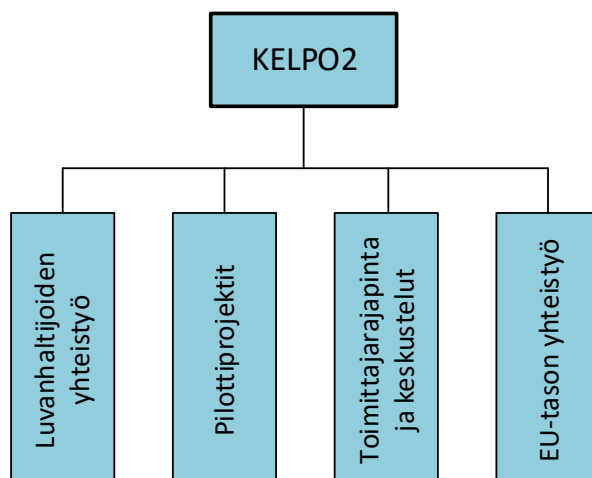 KELPO2
Luvanhaltijoiden
yhteistyö
Pilottiprojektit
Toimittajarajapinta
ja keskustelut
EU-tason yhteistyö